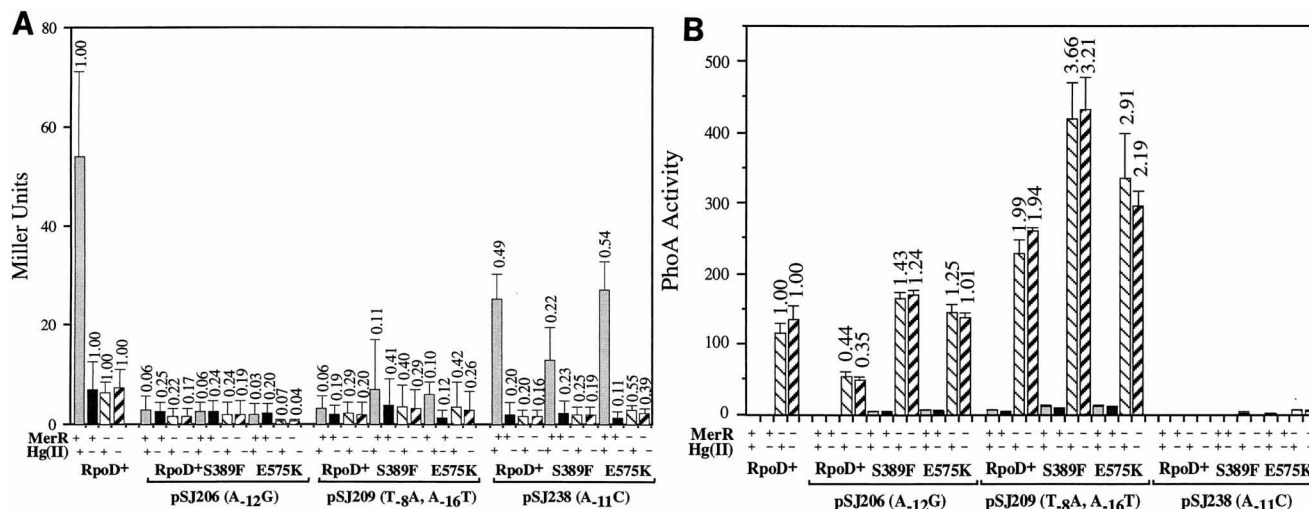 A
Miller Units
80
60
40
20
0
1.00 1.00 1.00 1.00
0.06 0.25 0.22 0.17 0.06 0.24 0.24 0.19 0.03 0.20 0.07 0.04
0.06 0.19 0.29 0.20 0.11 0.41 0.40 0.29 0.10 0.12 0.42 0.26
0.49 0.20 0.20 0.16 0.22 0.23 0.25 0.19 0.54 0.11 0.55 0.39
MerR + + − − + + − − + + − − + + − − + + − − + + − − + + − − + + − − + + − − + + − −
Hg(II) + − + − + − + − + − + − + − + − + − + − + − + − + − + − + − + − + − + − + − + −
RpoD+ RpoD+ S389F E575K RpoD+ S389F E575K RpoD+ S389F E575K
pSJ206 (A-12G) pSJ209 (T-8A, A-16T) pSJ238 (A-11C)
B
PhoA Activity
500
400
300
200
100
0
1.00 1.00
0.44 0.35 1.43 1.24 1.25 1.01
1.99 1.94 3.66 3.21 2.91 2.19
MerR + + − − + + − − + + − − + + − − + + − − + + − − + + − − + + − − + + − − + + − −
Hg(II) + − + − + − + − + − + − + − + − + − + − + − + − + − + − + − + − + − + − + − + −
RpoD+ RpoD+ S389F E575K RpoD+ S389F E575K RpoD+ S389F E575K
pSJ206 (A-12G) pSJ209 (T-8A, A-16T) pSJ238 (A-11C)